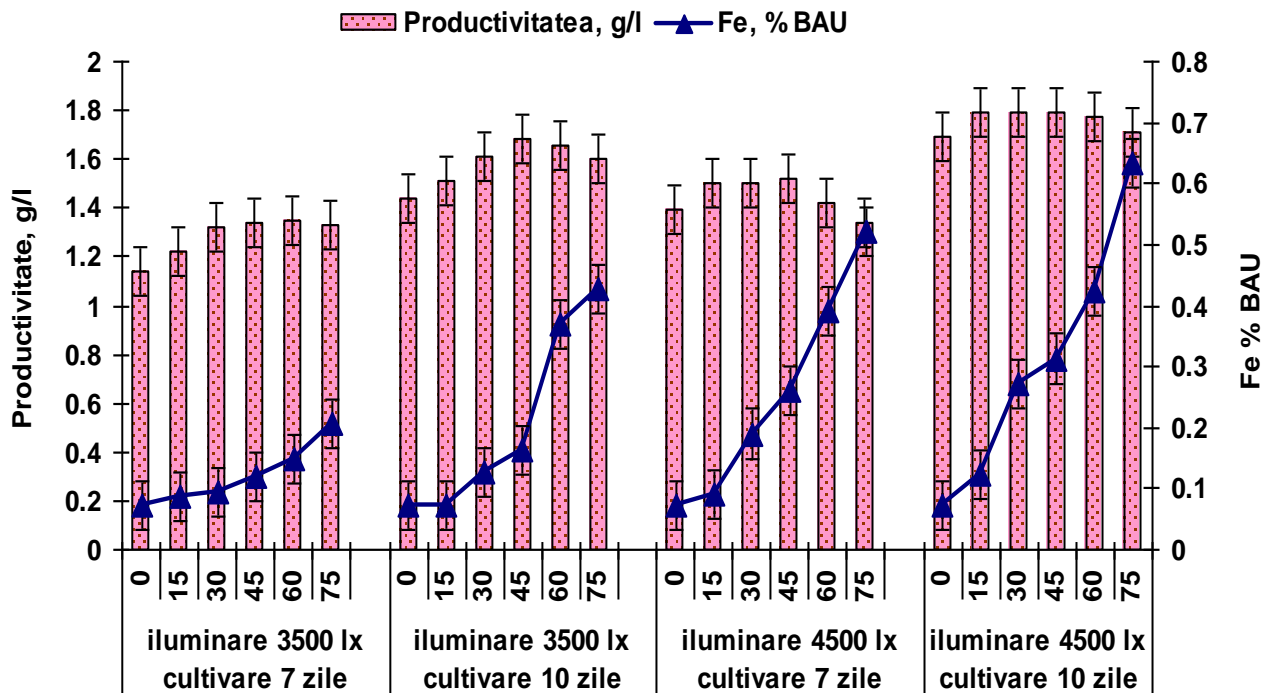 Productivitatea, g/l Fe, % BAU
Productivitate, g/l
2
1.8
1.6
1.4
1.2
1
0.8
0.6
0.4
0.2
0
0.8
0.7
0.6
0.5
0.4
0.3
0.2
0.1
0
Fe % BAU
0 15 30 45 60 75 0 15 30 45 60 75 0 15 30 45 60 75 0 15 30 45 60 75
iluminare 3500 lx
cultivare 7 zile
iluminare 3500 lx
cultivare 10 zile
iluminare 4500 lx
cultivare 7 zile
iluminare 4500 lx
cultivare 10 zile